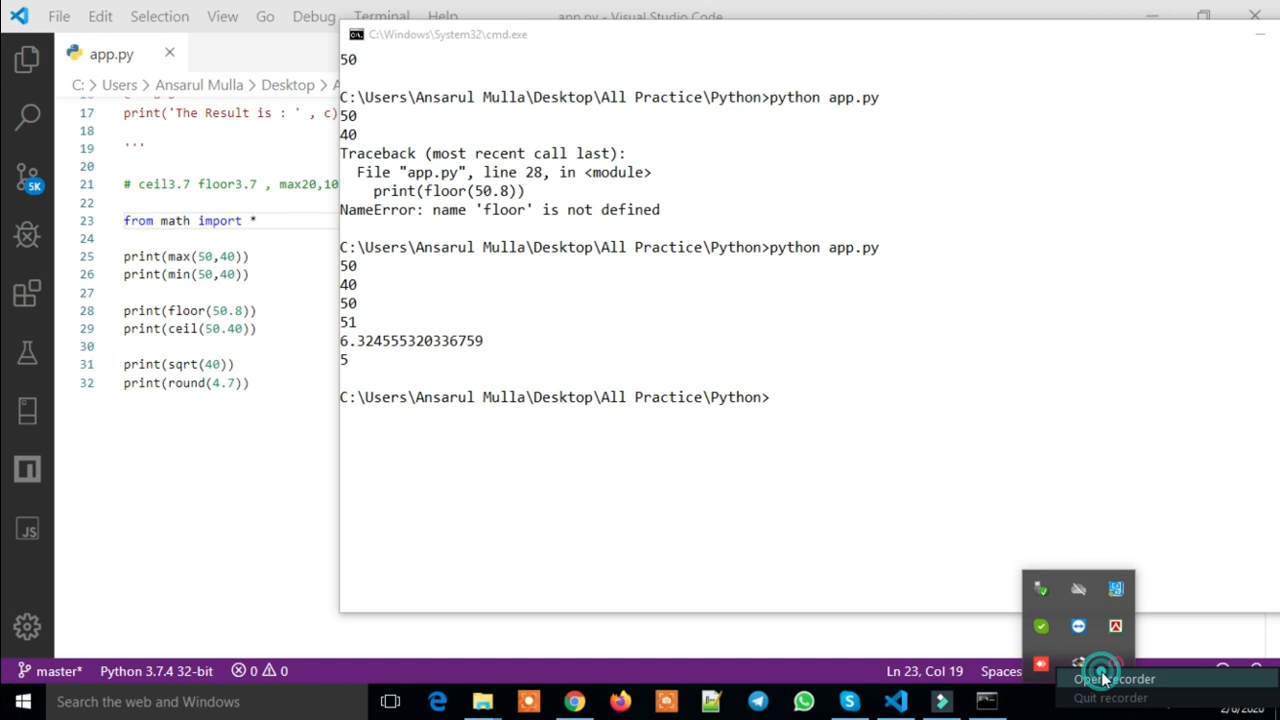 File Edit Selection View Go Debug Terminal Help app.py - Visual Studio Code
app.py
C: > Users > Ansarul Mulla > Desktop > A
17 print('The Result is : ' , c)
18
19 '''
20
21 # ceil3.7 floor3.7 , max20,10
22
23 from math import *
24
25 print(max(50,40))
26 print(min(50,40))
27
28 print(floor(50.8))
29 print(ceil(50.40))
30
31 print(sqrt(40))
32 print(round(4.7))
C:\Windows\System32\cmd.exe
50
C:\Users\Ansarul Mulla\Desktop\All Practice\Python>python app.py
50
40
Traceback (most recent call last):
File "app.py", line 28, in <module>
print(floor(50.8))
NameError: name 'floor' is not defined
C:\Users\Ansarul Mulla\Desktop\All Practice\Python>python app.py
50
40
50
51
6.324555320336759
5
C:\Users\Ansarul Mulla\Desktop\All Practice\Python>
5K
JS
master* Python 3.7.4 32-bit 0 0 Ln 23, Col 19 Spaces
Open recorder
Quit recorder
Search the web and Windows
2/6/2020